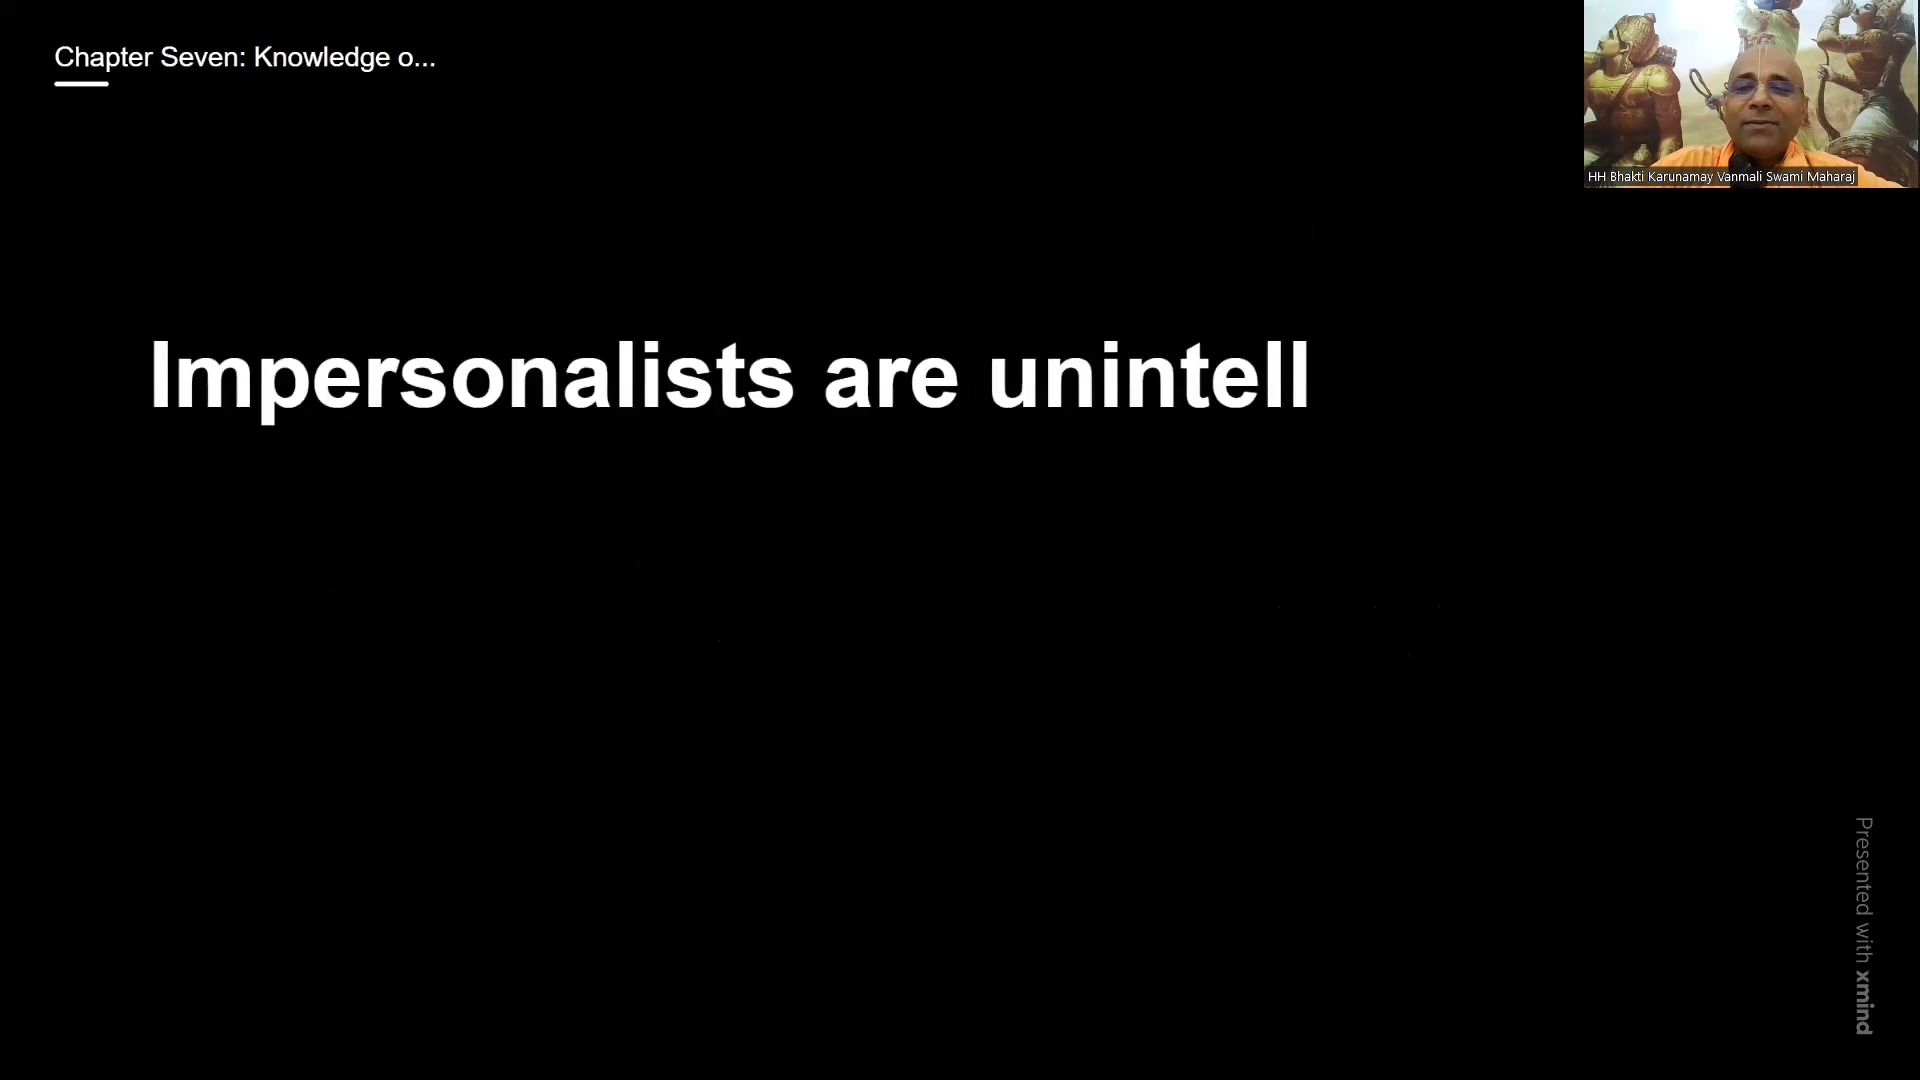 Chapter Seven: Knowledge o...
HH Bhakti Karunamay Vanmali Swami Maharaj
Impersonalists are unintell
Presented with xmind